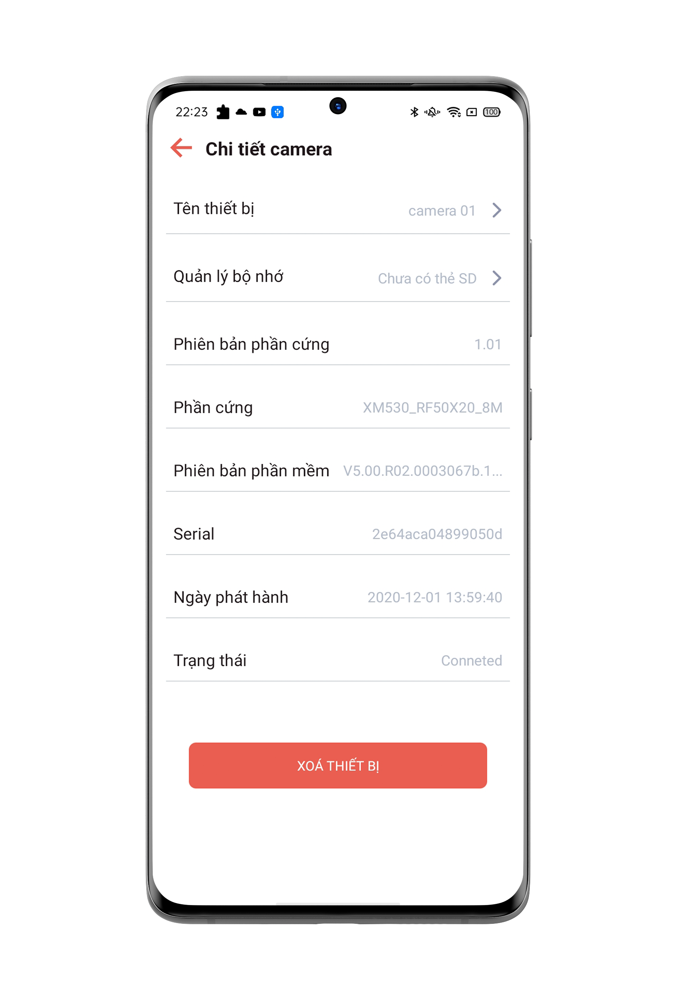 22:23
100
Chi tiết camera
Tên thiết bị camera 01
Quản lý bộ nhớ Chưa có thẻ SD
Phiên bản phần cứng 1.01
Phần cứng XM530_RF50X20_8M
Phiên bản phần mềm V5.00.R02.0003067b.1...
Serial 2e64aca04899050d
Ngày phát hành 2020-12-01 13:59:40
Trạng thái Conneted
XOÁ THIẾT BỊ